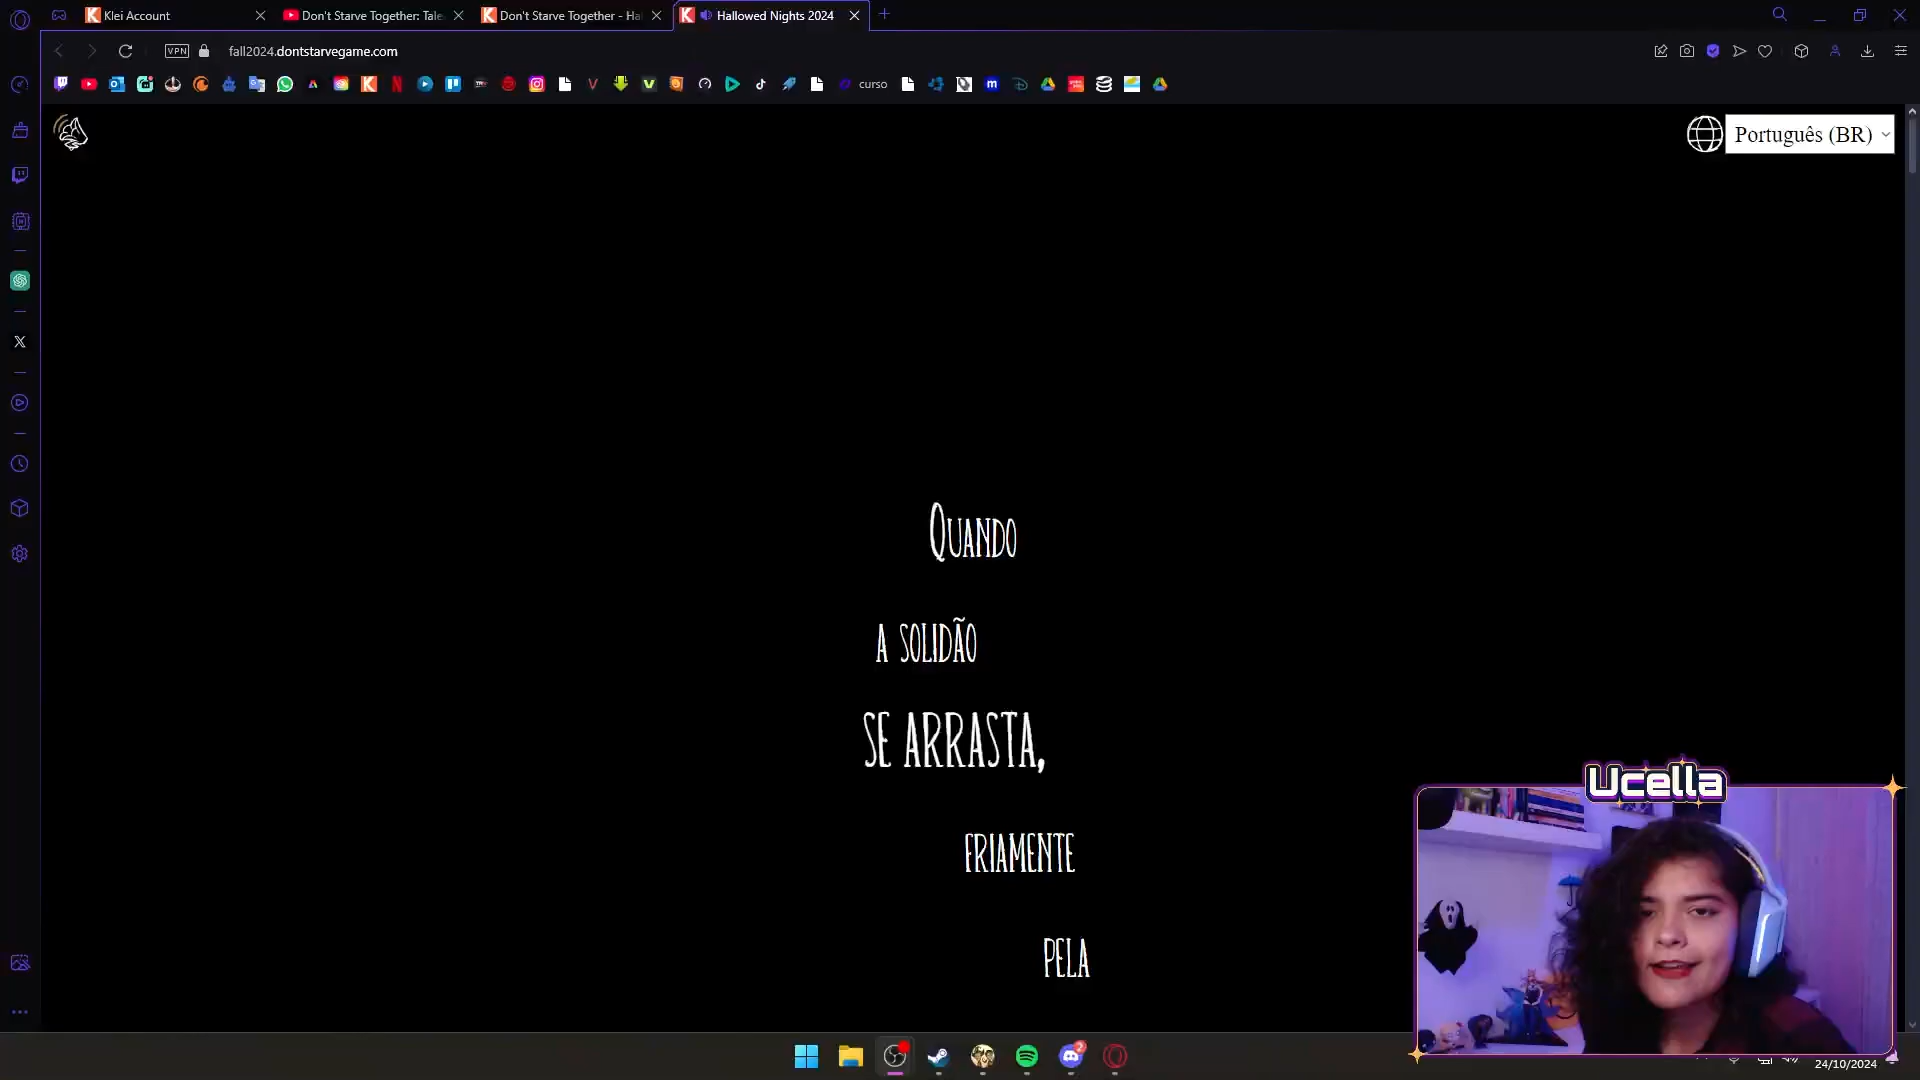 Klei Account
Don't Starve Together: Tale
Don't Starve Together - Ha
Hallowed Nights 2024
VPN
fall2024.dontstarvegame.com
curso
Português (BR)
QUANDO
A SOLIDÃO
SE ARRASTA,
FRIAMENTE
PELA
Ucella
24/10/2024